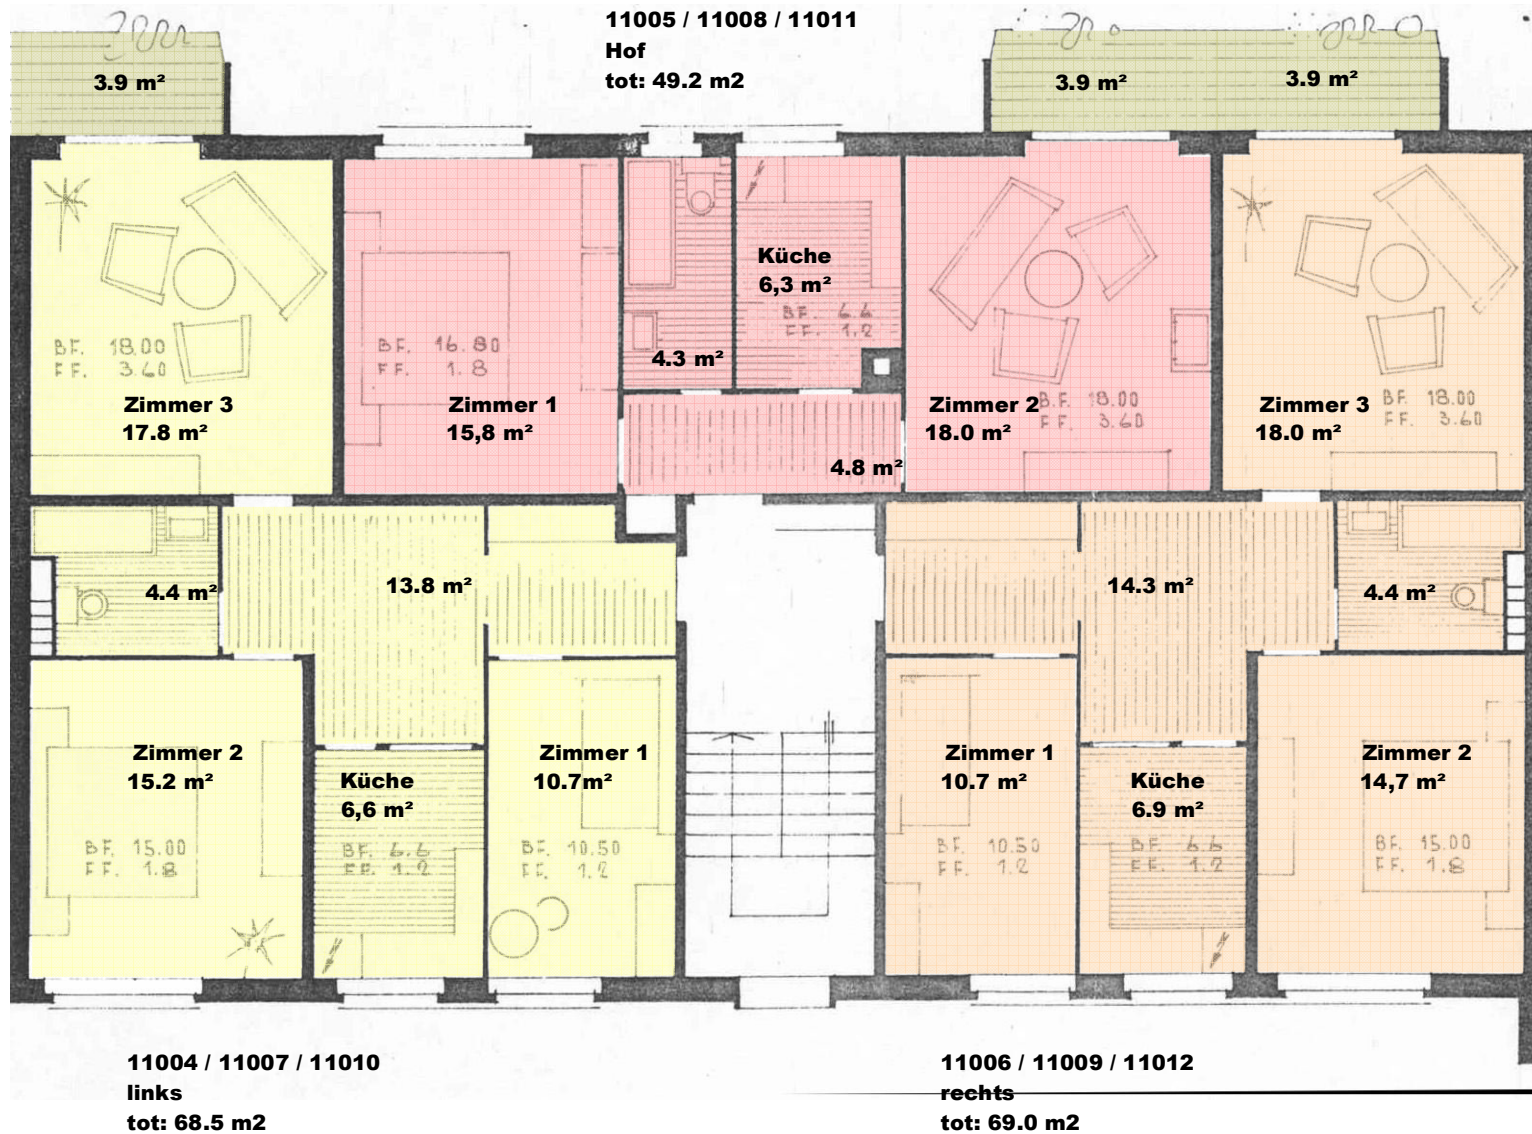 11005 / 11008 / 11011
Hof
tot: 49.2 m2
3.9 m²
3.9 m²
3.9 m²
BF. 18.00
FF. 3.60
Zimmer 3
17.8 m²
BF. 16.80
FF. 1.8
Zimmer 1
15,8 m²
4.3 m²
Küche
6,3 m²
BF. 6.6
FF. 1.2
4.8 m²
Zimmer 2
18.0 m²
B.F. 18.00
FF. 3.60
Zimmer 3
18.0 m²
BF. 18.00
FF. 3.60
4.4 m²
13.8 m²
14.3 m²
4.4 m²
Zimmer 2
15.2 m²
BF. 15.00
FF. 1.8
Küche
6,6 m²
BF. 6.6
FF. 1.2
Zimmer 1
10.7m²
BF. 10.50
FF. 1.2
Zimmer 1
10.7 m²
BF. 10.50
FF. 1.2
Küche
6.9 m²
BF. 6.6
FF. 1.2
Zimmer 2
14,7 m²
BF. 15.00
FF. 1.8
11004 / 11007 / 11010
links
tot: 68.5 m2
11006 / 11009 / 11012
rechts
tot: 69.0 m2